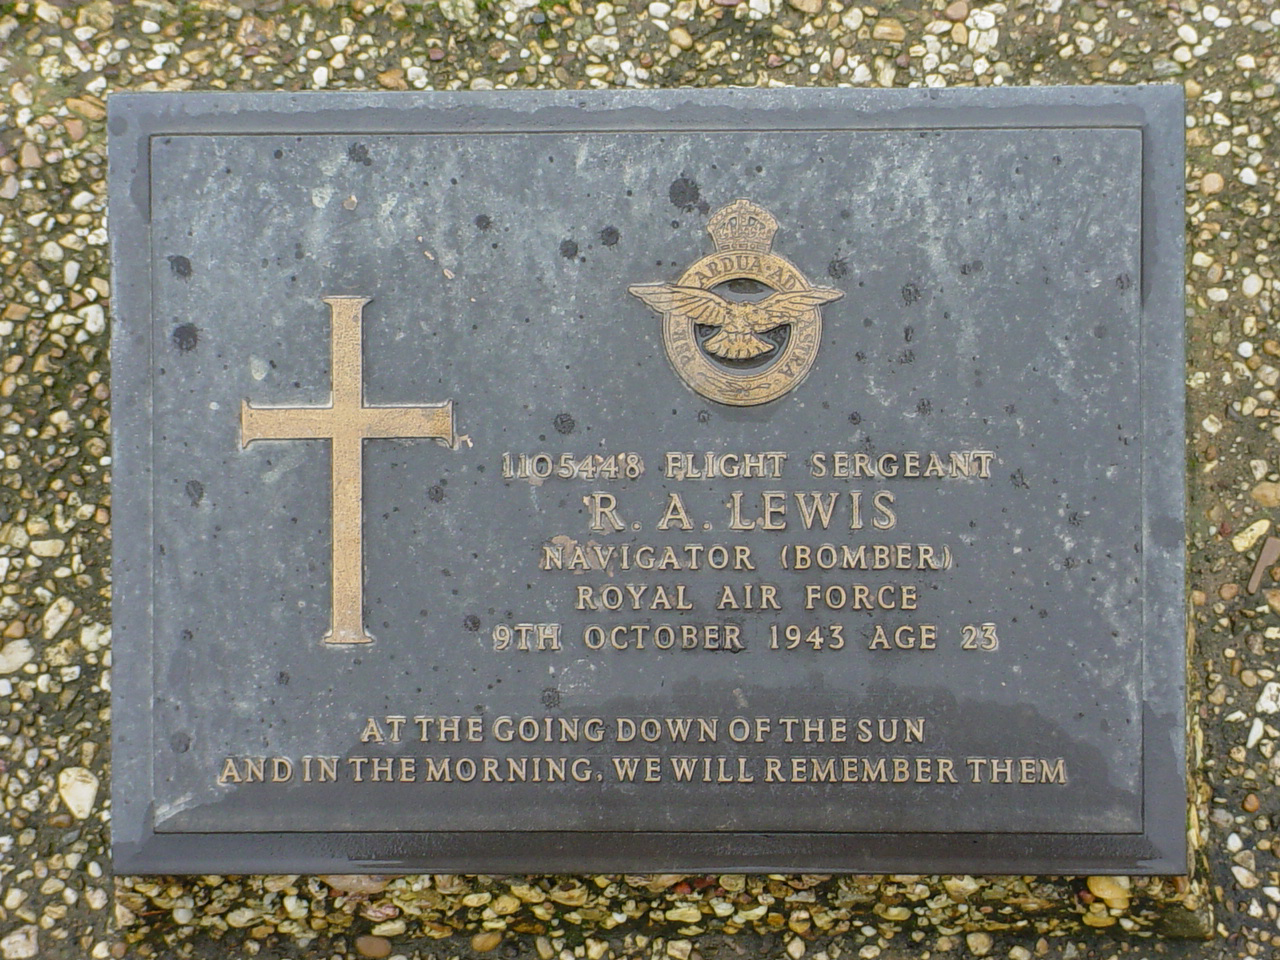 PER ARDUA AD ASTRA
1105448 FLIGHT SERGEANT
R. A. LEWIS
NAVIGATOR (BOMBER)
ROYAL AIR FORCE
9TH OCTOBER 1943 AGE 23
AT THE GOING DOWN OF THE SUN
AND IN THE MORNING, WE WILL REMEMBER THEM